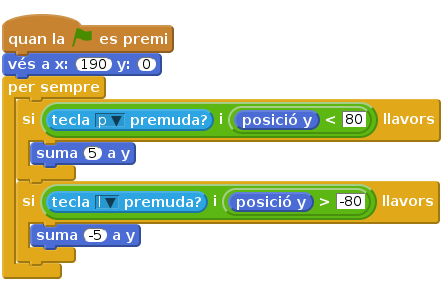 quan la es premi
vés a x: 190 y: 0
per sempre
si tecla p premuda? i posició y < 80 llavors
suma 5 a y
si tecla l premuda? i posició y > -80 llavors
suma -5 a y